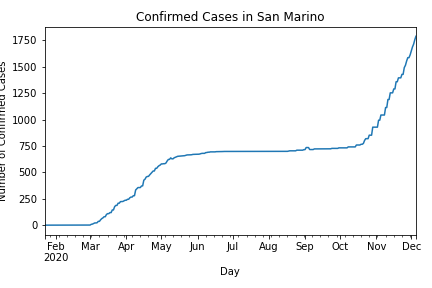 Confirmed Cases in San Marino
Number of Confirmed Cases
1750
1500
1250
1000
750
500
250
0
Feb Mar Apr May Jun Jul Aug Sep Oct Nov Dec
2020
Day